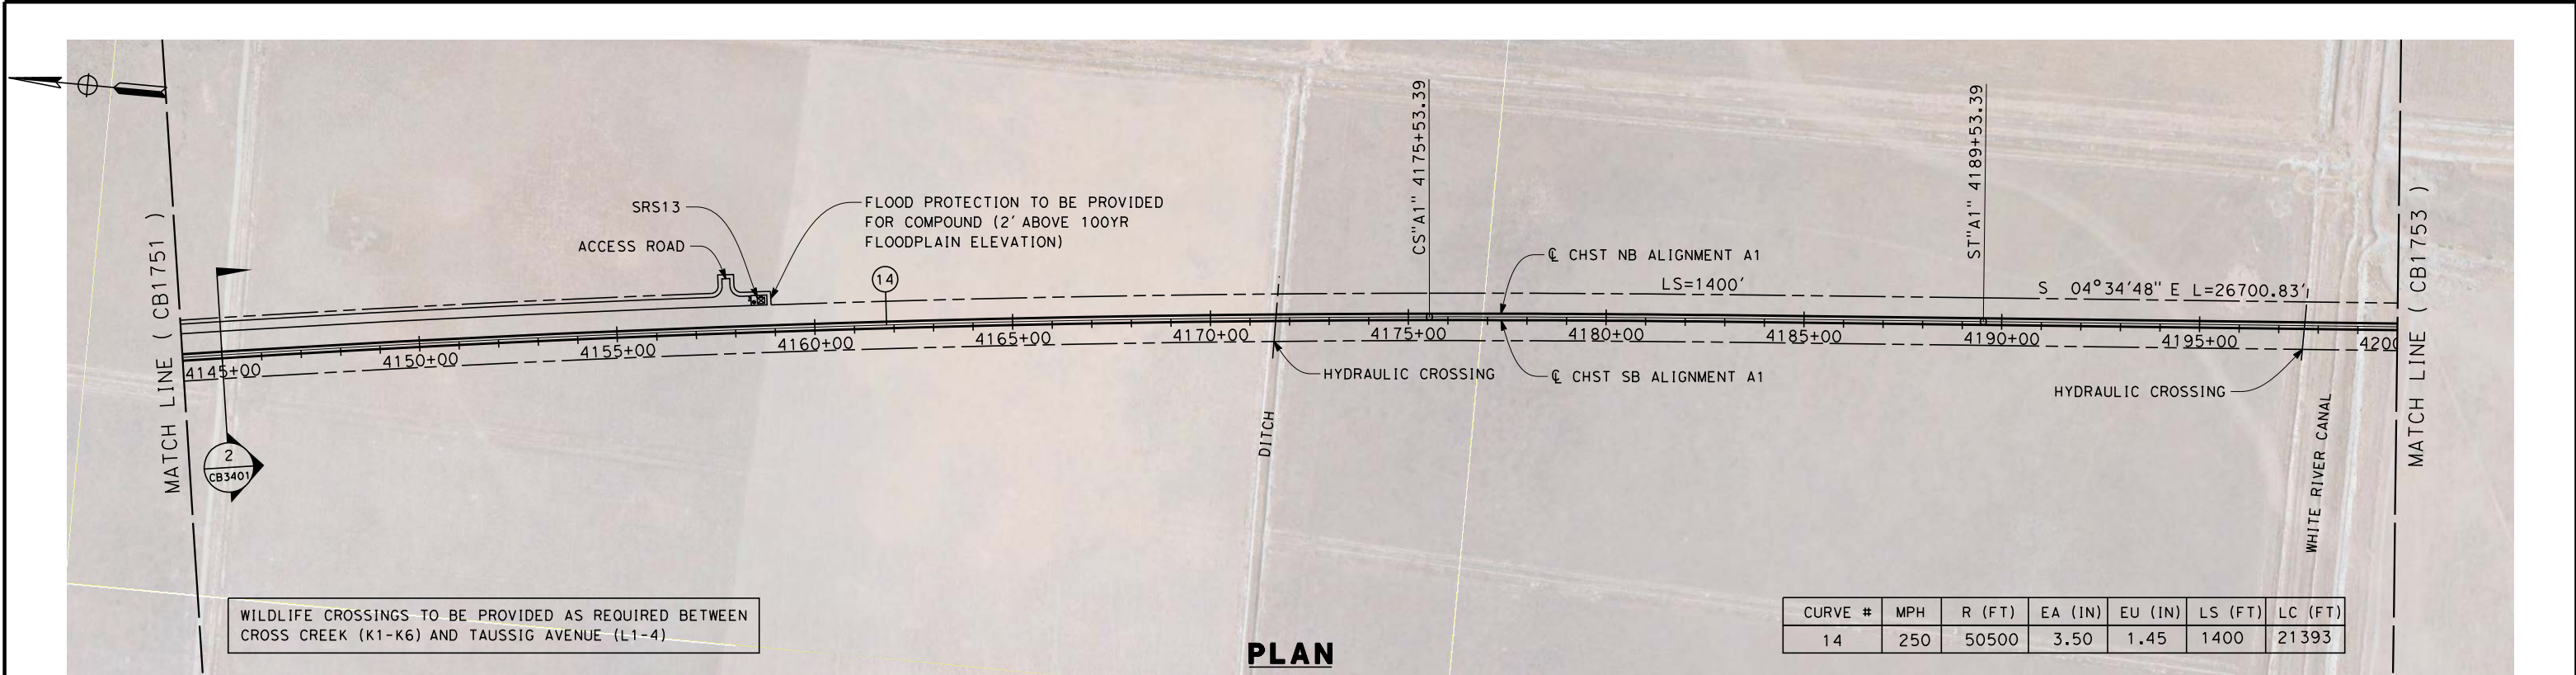 CS"A1" 4175+53.39
ST"A1" 4189+53.39
MATCH LINE ( CB1751 )
MATCH LINE ( CB1753 )
SRS13
ACCESS ROAD
FLOOD PROTECTION TO BE PROVIDED
FOR COMPOUND (2' ABOVE 100YR
FLOODPLAIN ELEVATION)
14
℄ CHST NB ALIGNMENT A1
LS=1400'
S 04°34'48" E L=26700.83'
4145+00
4150+00
4155+00
4160+00
4165+00
4170+00
4175+00
4180+00
4185+00
4190+00
4195+00
4200
HYDRAULIC CROSSING
℄ CHST SB ALIGNMENT A1
HYDRAULIC CROSSING
DITCH
WHITE RIVER CANAL
2
CB3401
WILDLIFE CROSSINGS TO BE PROVIDED AS REQUIRED BETWEEN
CROSS CREEK (K1-K6) AND TAUSSIG AVENUE (L1-4)
PLAN
CURVE # MPH R (FT) EA (IN) EU (IN) LS (FT) LC (FT)
14 250 50500 3.50 1.45 1400 21393